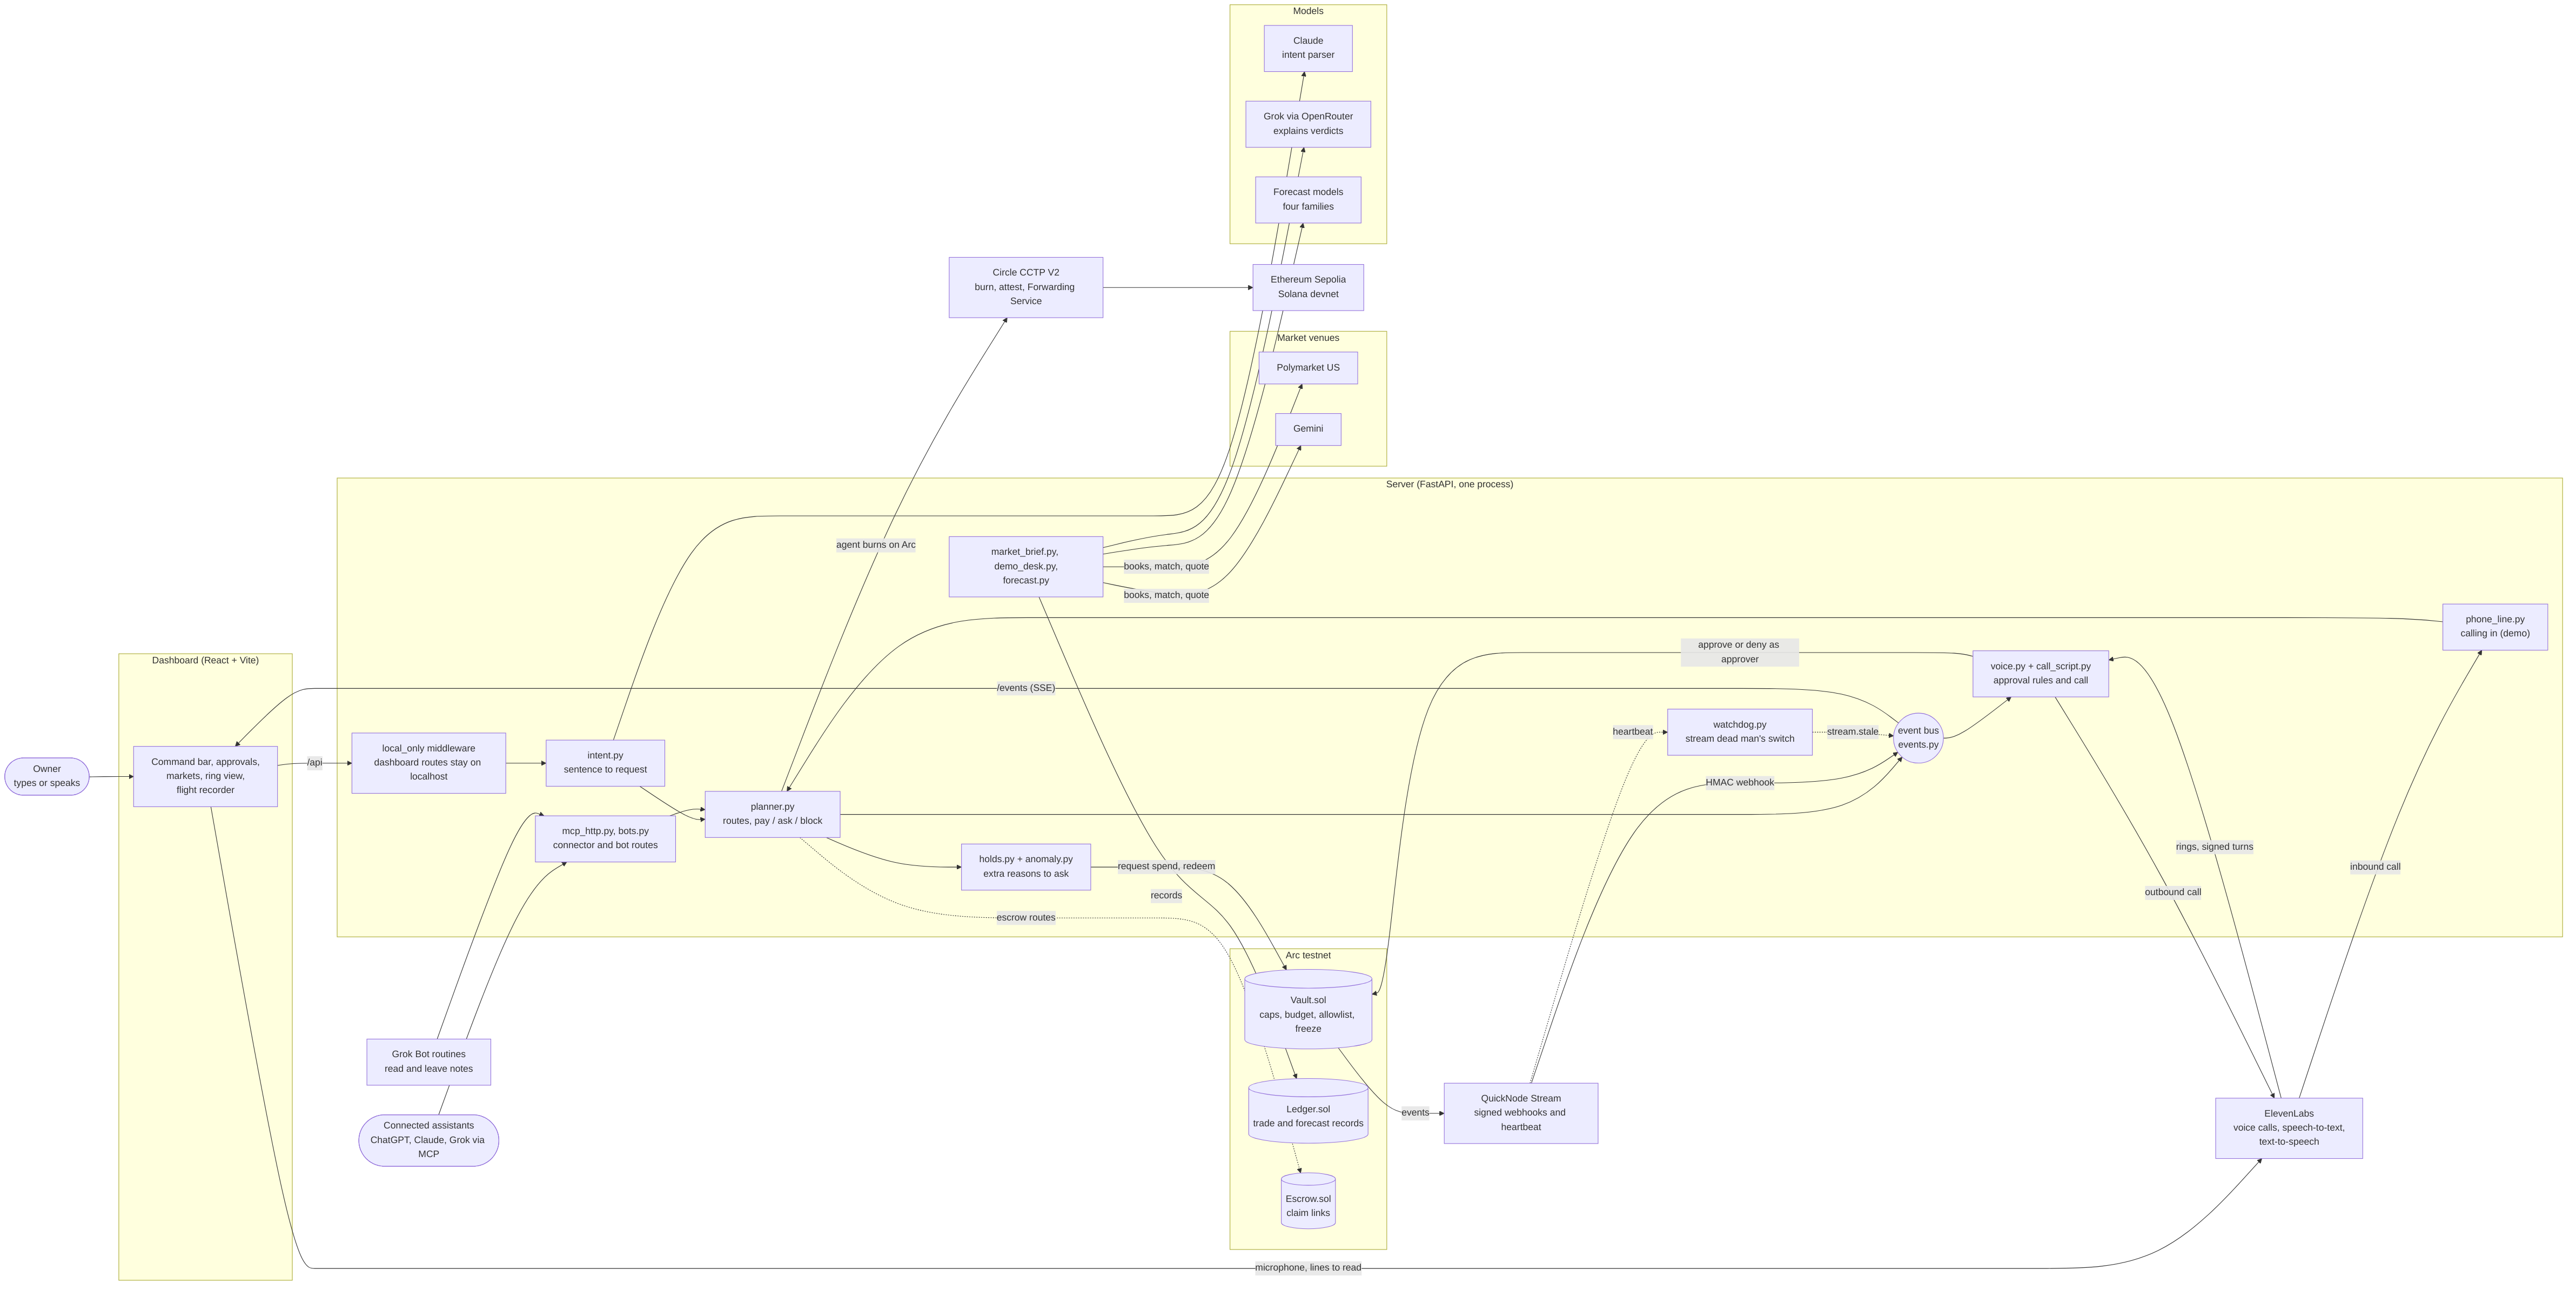 Models
Claude
intent parser
Grok via OpenRouter
explains verdicts
Forecast models
four families
Circle CCTP V2
burn, attest, Forwarding
Service
Ethereum Sepolia
Solana devnet
Market venues
Polymarket US
Gemini
Server (FastAPI, one process)
agent burns on Arc
market_brief.py,
demo_desk.py,
forecast.py
books, match, quote
books, match, quote
phone_line.py
calling in (demo)
approve or deny as
approver
voice.py + call_script.py
approval rules and call
Dashboard (React + Vite)
/events (SSE)
Owner
types or speaks
Command bar, approvals,
markets, ring view,
flight recorder
/api
local_only middleware
dashboard routes stay on
localhost
intent.py
sentence to request
heartbeat
watchdog.py
stream dead man's switch
stream.stale
event bus
events.py
HMAC webhook
planner.py
routes, pay / ask / block
mcp_http.py, bots.py
connector and bot routes
holds.py + anomaly.py
extra reasons to ask
request spend, redeem
records
escrow routes
rings, signed turns
outbound call
inbound call
Arc testnet
Vault.sol
caps, budget, allowlist,
freeze
Grok Bot routines
read and leave notes
Ledger.sol
trade and forecast records
events
QuickNode Stream
signed webhooks and
heartbeat
Connected assistants
ChatGPT, Claude, Grok via
MCP
ElevenLabs
voice calls, speech-to-text,
text-to-speech
Escrow.sol
claim links
microphone, lines to read